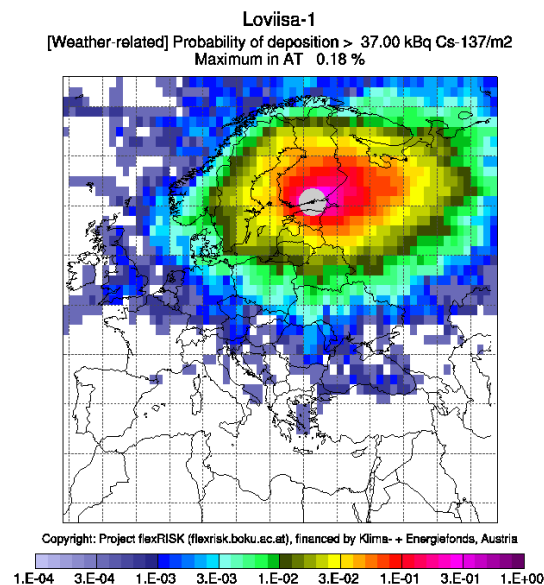 Loviisa-1
[Weather-related] Probability of deposition > 37.00 kBq Cs-137/m2
Maximum in AT 0.18 %
Copyright: Project flexRISK (flexrisk.boku.ac.at), financed by Klima- + Energiefonds, Austria
1.E-04 3.E-04 1.E-03 3.E-03 1.E-02 3.E-02 1.E-01 3.E-01 1.E+00